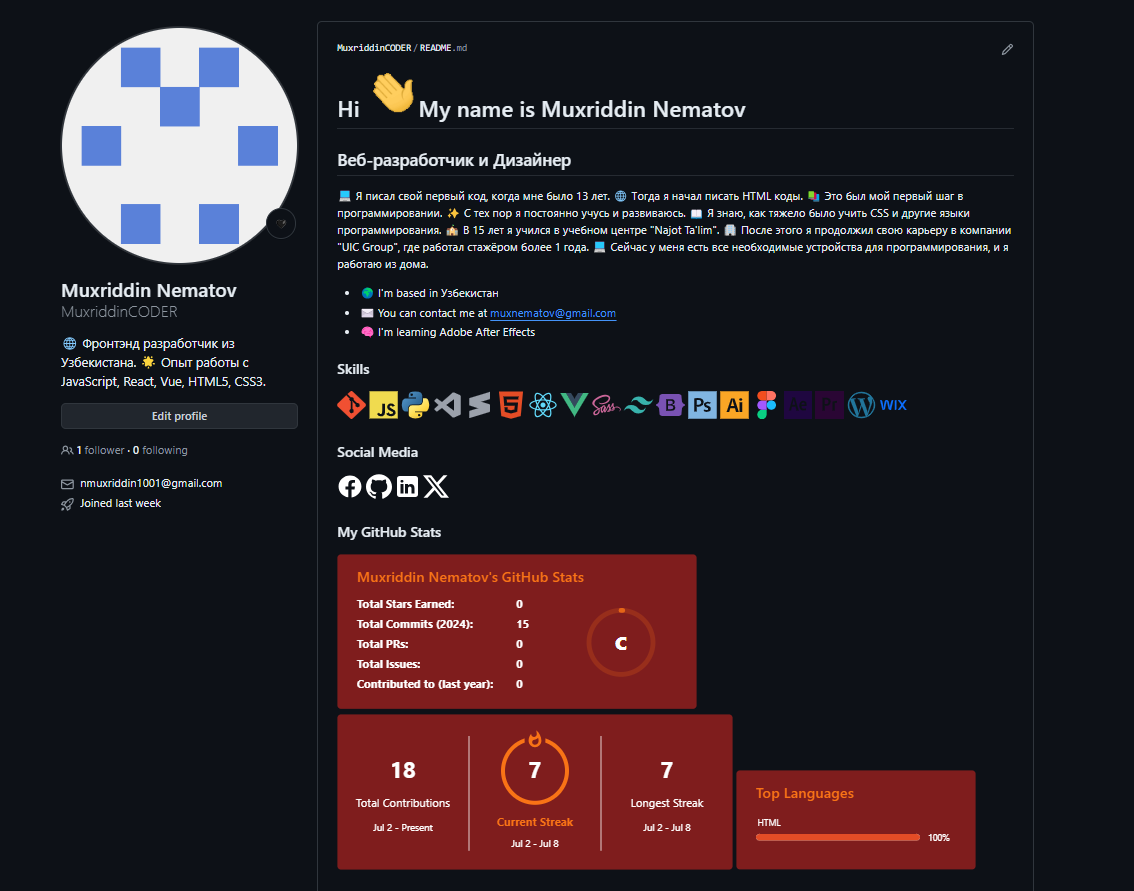 MuxriddinCODER/README.md
Hi 👋 My name is Muxriddin Nematov
Веб-разработчик и Дизайнер
💻 Я писал свой первый код, когда мне было 13 лет. 🌐 Тогда я начал писать HTML коды. 📚 Это был мой первый шаг в
программировании. ✨ С тех пор я постоянно учусь и развиваюсь. 📖 Я знаю, как тяжело было учить CSS и другие языки
программирования. 🏫 В 15 лет я учился в учебном центре "Najot Ta'lim". 🏢 После этого я продолжил свою карьеру в компании
"UIC Group", где работал стажёром более 1 года. 💻 Сейчас у меня есть все необходимые устройства для программирования, и я
работаю из дома.
• 🌍 I'm based in Узбекистан
• ✉️ You can contact me at muxnematov@gmail.com
• 🧠 I'm learning Adobe After Effects
Skills
JS
5
Sass
B
Ps
Ai
Ae
Pr
WIX
Social Media
in
X
My GitHub Stats
Muxriddin Nematov's GitHub Stats
Total Stars Earned: 0
Total Commits (2024): 15
Total PRs: 0
Total Issues: 0
Contributed to (last year): 0
C
18
Total Contributions
Jul 2 - Present
7
Current Streak
Jul 2 - Jul 8
7
Longest Streak
Jul 2 - Jul 8
Top Languages
HTML
100%
Muxriddin Nematov
MuxriddinCODER
🌐 Фронтэнд разработчик из
Узбекистана. 🌟 Опыт работы с
JavaScript, React, Vue, HTML5, CSS3.
Edit profile
1 follower · 0 following
nmuxriddin1001@gmail.com
Joined last week